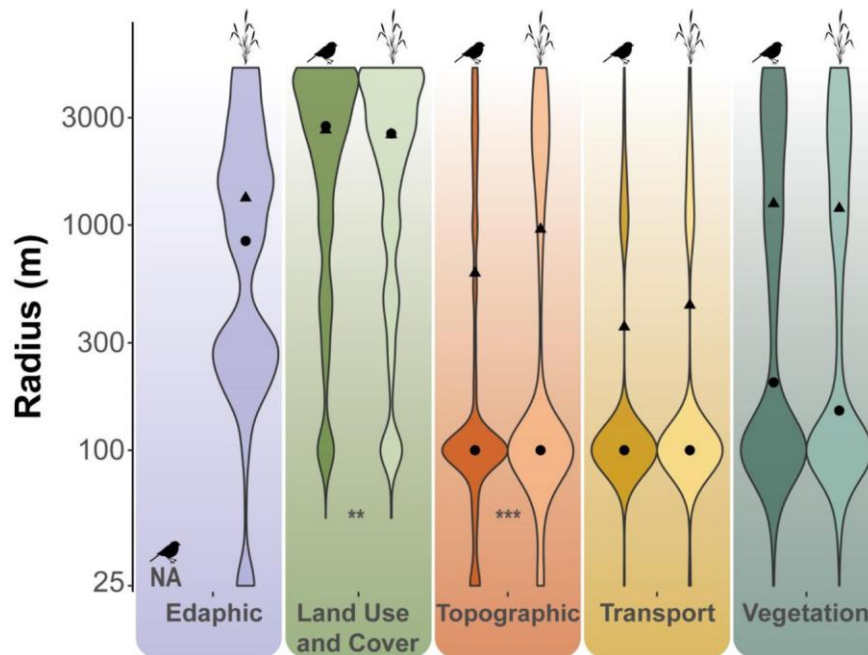 Radius (m)
3000
1000
300
100
25
NA
**
***
Edaphic
Land Use
and Cover
Topographic
Transport
Vegetation